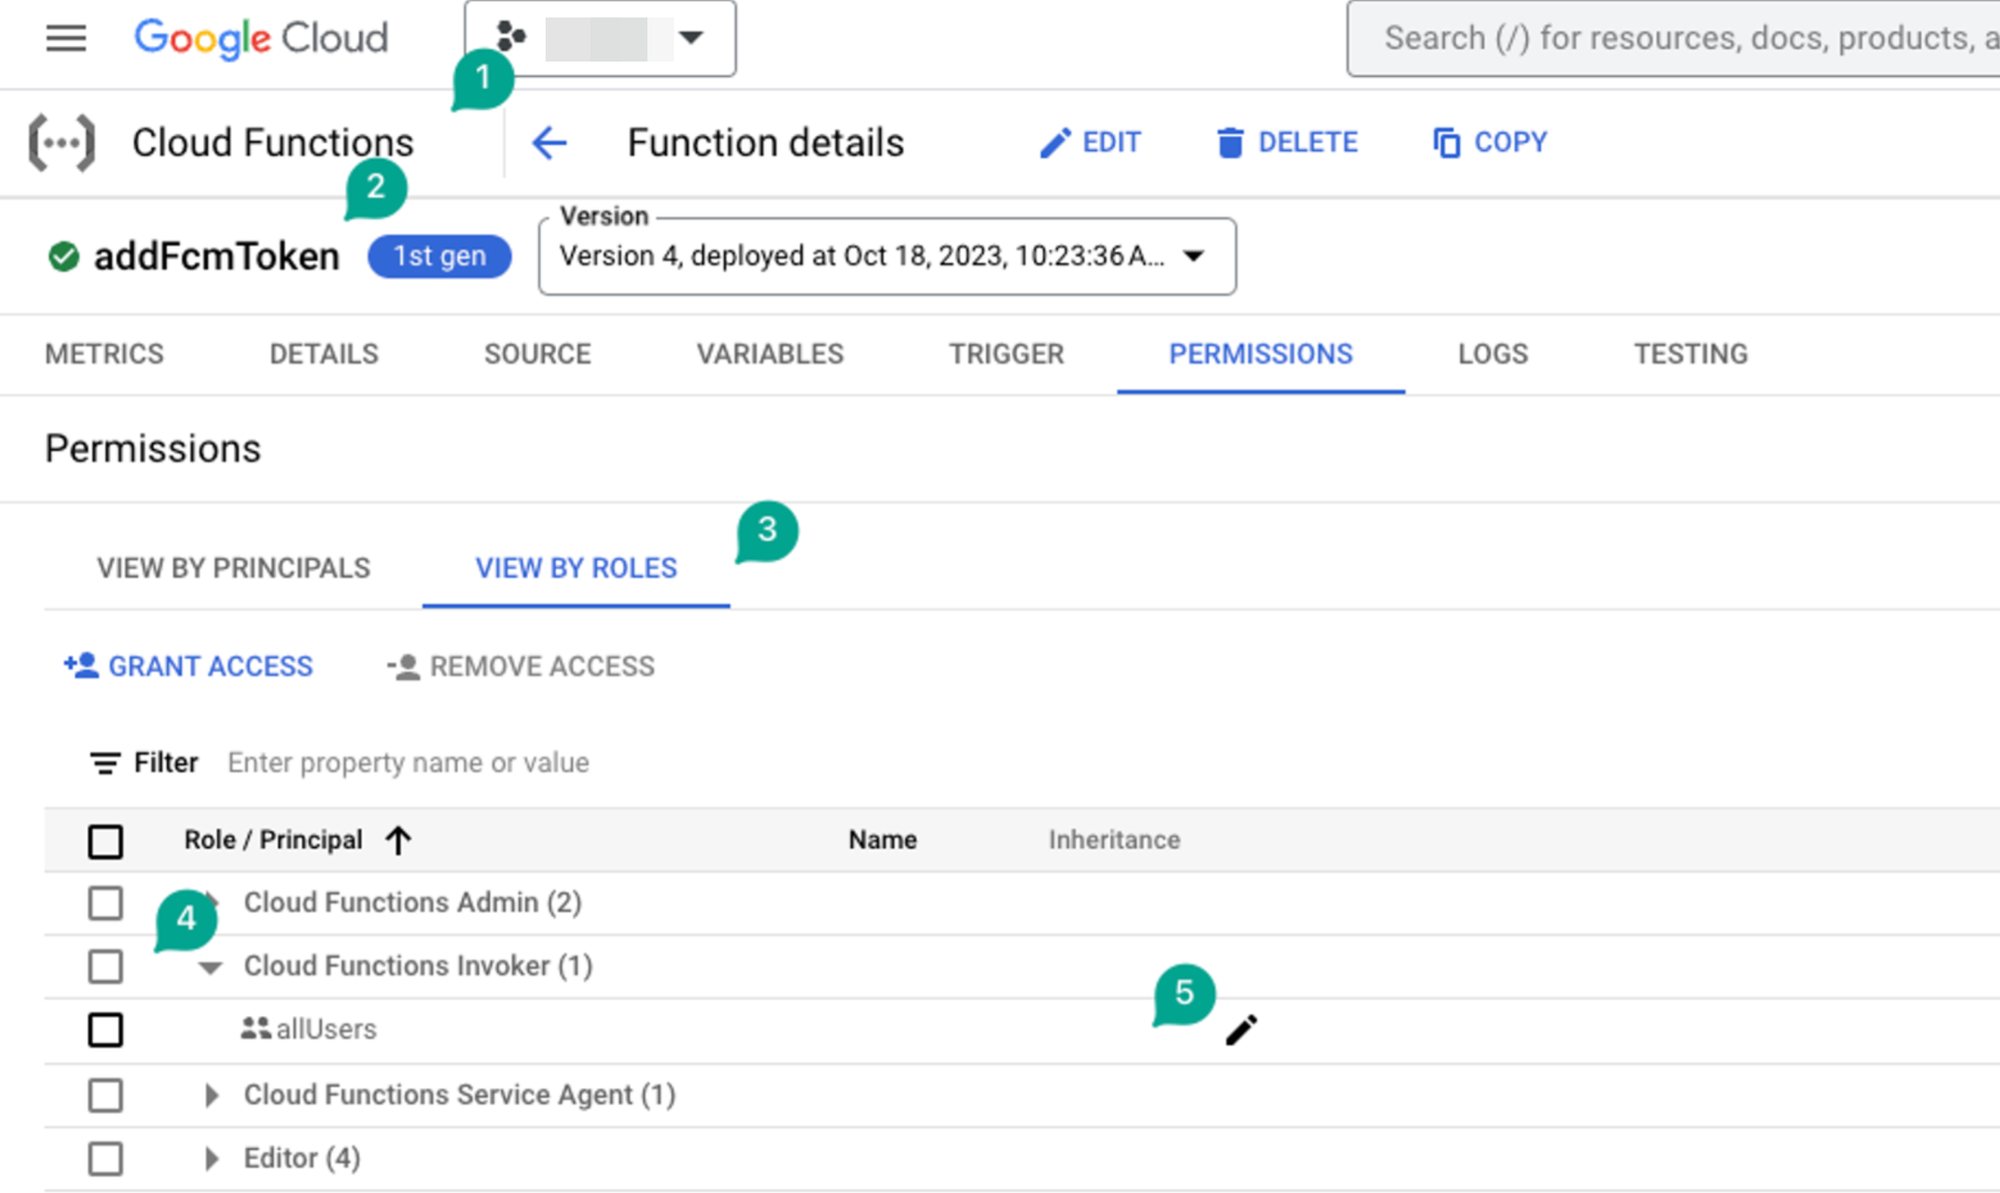 Google Cloud
Search (/) for resources, docs, products, a
1
Cloud Functions
Function details
EDIT
DELETE
COPY
2
addFcmToken
1st gen
Version
Version 4, deployed at Oct 18, 2023, 10:23:36 A...
METRICS
DETAILS
SOURCE
VARIABLES
TRIGGER
PERMISSIONS
LOGS
TESTING
Permissions
3
VIEW BY PRINCIPALS
VIEW BY ROLES
GRANT ACCESS
REMOVE ACCESS
Filter
Enter property name or value
Role / Principal
Name
Inheritance
Cloud Functions Admin (2)
4
Cloud Functions Invoker (1)
5
allUsers
Cloud Functions Service Agent (1)
Editor (4)